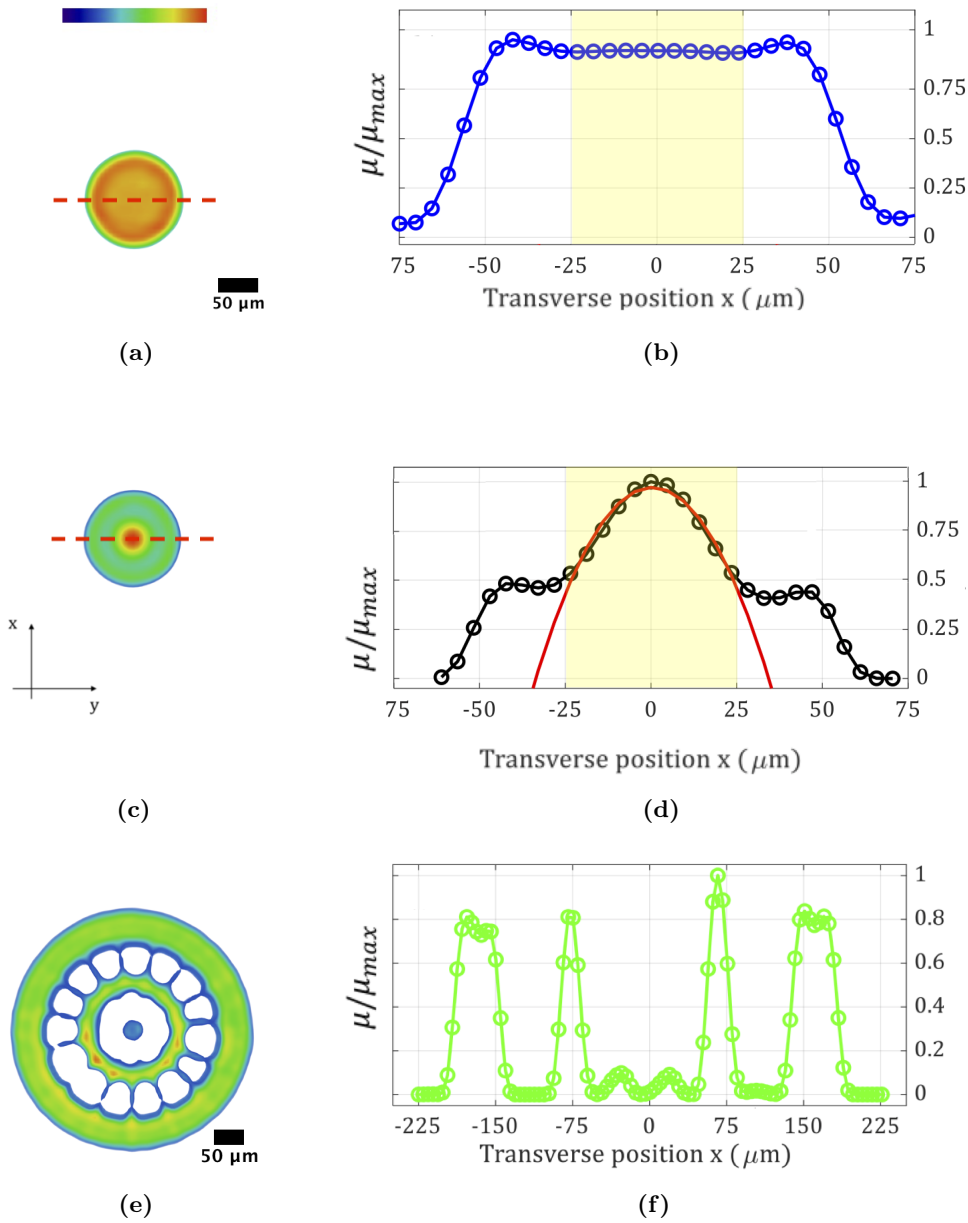 1
0.75
0.5
0.25
0
μ/μmax
75 -50 -25 0 25 50 75
Transverse position x ( μm)
50 μm
(a) (b)
1
0.75
0.5
0.25
0
μ/μmax
x
y
75 -50 -25 0 25 50 75
Transverse position x ( μm)
(c) (d)
1
0.8
0.6
0.4
0.2
0
μ/μmax
-225 -150 -75 0 75 150 225
Transverse position x ( μm)
50 μm
(e) (f)